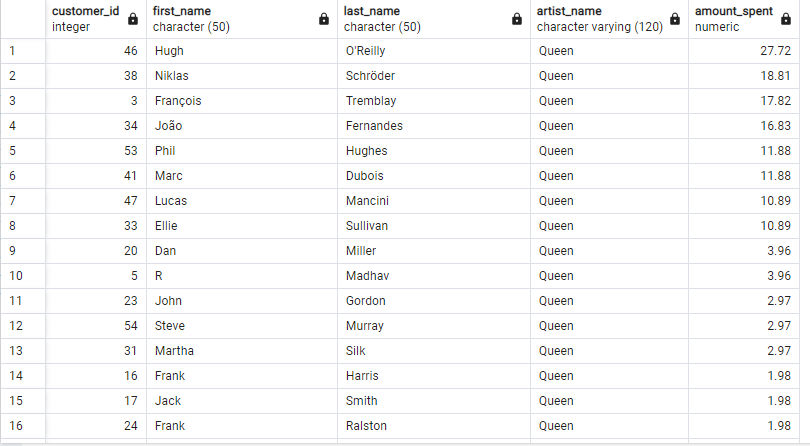 customer_id first_name last_name artist_name amount_spent
integer character (50) character (50) character varying (120) numeric
1 46 Hugh O'Reilly Queen 27.72
2 38 Niklas Schröder Queen 18.81
3 3 François Tremblay Queen 17.82
4 34 João Fernandes Queen 16.83
5 53 Phil Hughes Queen 11.88
6 41 Marc Dubois Queen 11.88
7 47 Lucas Mancini Queen 10.89
8 33 Ellie Sullivan Queen 10.89
9 20 Dan Miller Queen 3.96
10 5 R Madhav Queen 3.96
11 23 John Gordon Queen 2.97
12 54 Steve Murray Queen 2.97
13 31 Martha Silk Queen 2.97
14 16 Frank Harris Queen 1.98
15 17 Jack Smith Queen 1.98
16 24 Frank Ralston Queen 1.98